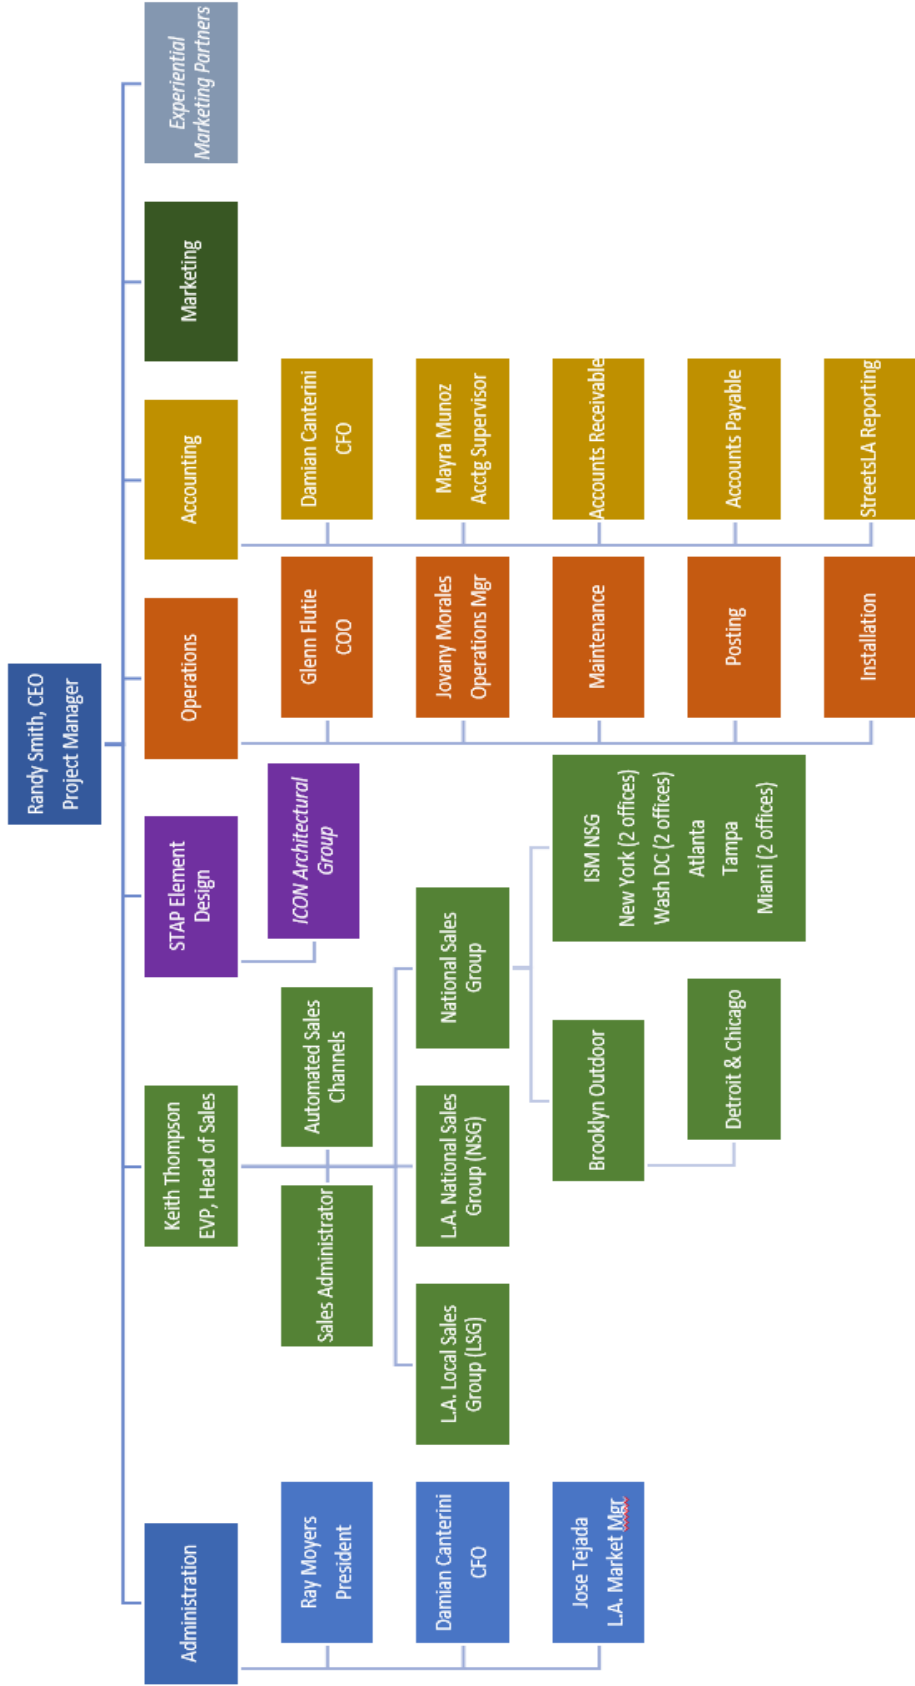 Randy Smith, CEO
Project Manager
Administration
Keith Thompson
EVP, Head of Sales
STAP Element
Design
Operations
Accounting
Marketing
Experiential
Marketing Partners
Ray Moyers
President
Damian Canterini
CFO
Jose Tejada
L.A. Market Mgr
Sales Administrator
Automated Sales
Channels
L.A. Local Sales
Group (LSG)
L.A. National Sales
Group (NSG)
National Sales
Group
Brooklyn Outdoor
Detroit & Chicago
ISM NSG
New York (2 offices)
Wash DC (2 offices)
Atlanta
Tampa
Miami (2 offices)
ICON Architectural
Group
Glenn Flutie
COO
Jovany Morales
Operations Mgr
Maintenance
Posting
Installation
Damian Canterini
CFO
Mayra Munoz
Acctg Supervisor
Accounts Receivable
Accounts Payable
StreetsLA Reporting